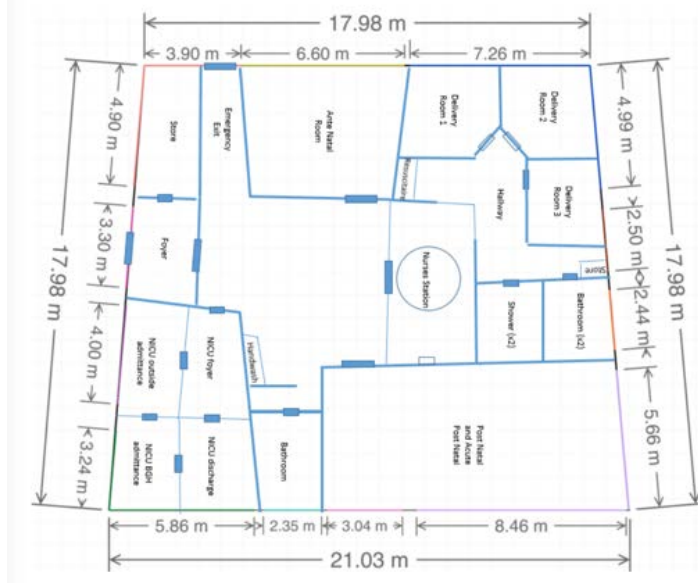 17.98 m
3.90 m
6.60 m
7.26 m
4.90 m
3.30 m
4.00 m
3.24 m
17.98 m
4.99 m
2.50 m
2.44 m
5.66 m
17.98 m
Store
Emergency
Exit
Ante Natal
Room
Delivery
Room 1
Delivery
Room 2
Delivery
Room 3
Hallway
Foyer
Nurses Station
Store
Shower (x2)
Bathroom (x2)
NICU outside
admittance
NICU foyer
Handwash
NICU BGH
admittance
NICU discharge
Bathroom
Post Natal
and Acute
Post Natal
5.86 m
2.35 m
3.04 m
8.46 m
21.03 m